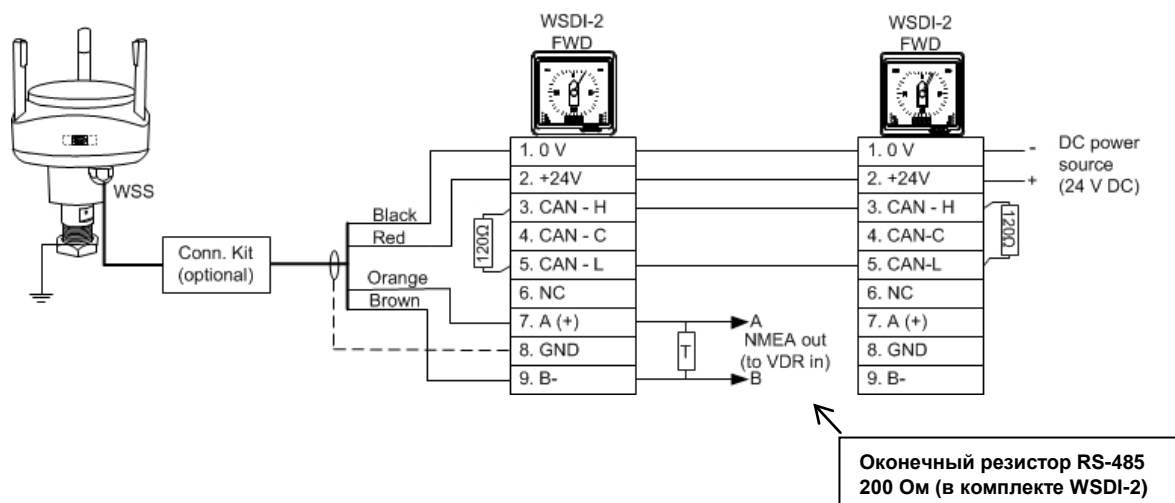 WSDI-2
FWD
WSDI-2
FWD
WSS
Conn. Kit
(optional)
Black
Red
Orange
Brown
120Ω
1. 0 V
2. +24V
3. CAN - H
4. CAN - C
5. CAN - L
6. NC
7. A (+)
8. GND
9. B-
T
A
NMEA out
(to VDR in)
B
1. 0 V
2. +24V
3. CAN - H
4. CAN-C
5. CAN-L
6. NC
7. A (+)
8. GND
9. B-
120Ω
-
+
DC power
source
(24 V DC)
Оконечный резистор RS-485
200 Ом (в комплекте WSDI-2)